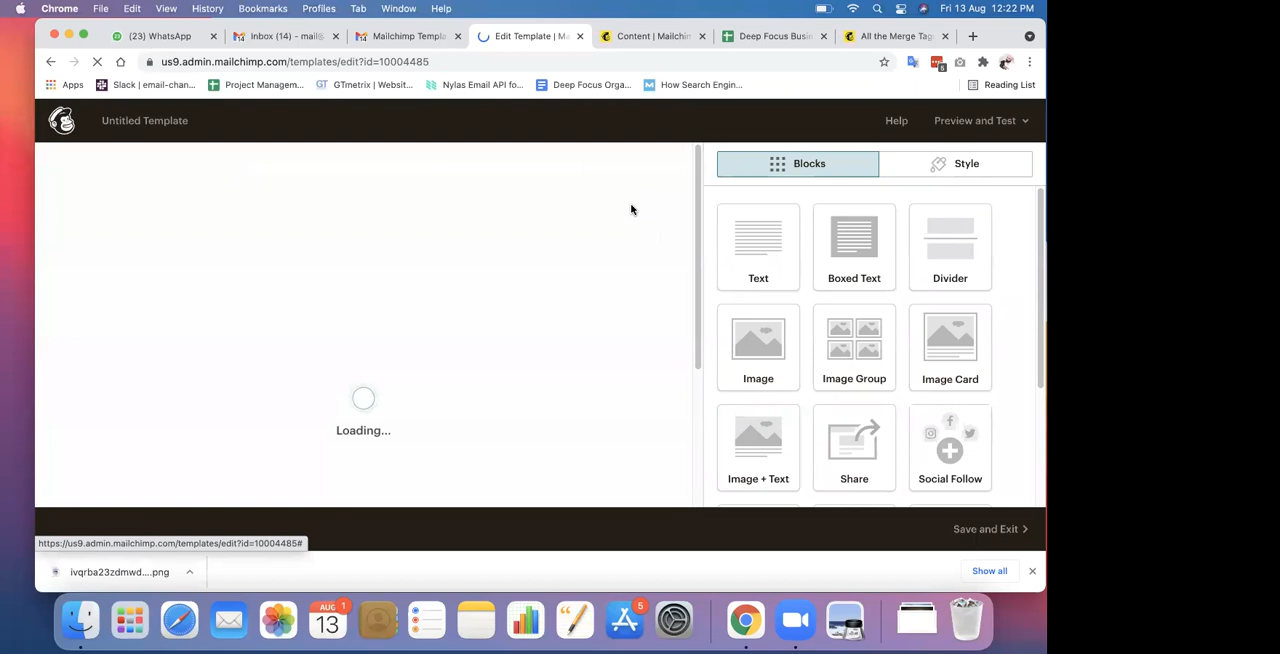 Chrome File Edit View History Bookmarks Profiles Tab Window Help Fri 13 Aug 12:22 PM
(23) WhatsApp Inbox (14) - mail@ Mailchimp Templa Edit Template | Ma Content | Mailchim Deep Focus Busin All the Merge Tag
us9.admin.mailchimp.com/templates/edit?id=10004485 6
Apps Slack | email-chan... Project Managem... GT GTmetrix | Websit... Nylas Email API fo... Deep Focus Orga... How Search Engin... Reading List
Untitled Template Help Preview and Test
Blocks Style
Text Boxed Text Divider
Image Image Group Image Card
Loading...
Image + Text Share Social Follow
Save and Exit
https://us9.admin.mailchimp.com/templates/edit?id=10004485#
ivqrba23zdmwd....png Show all
AUG 1 5
13